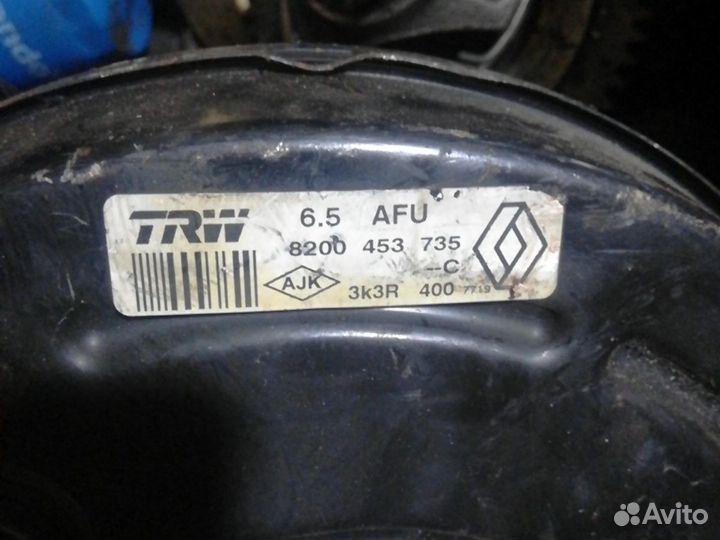 TRW 6.5 AFU
8200 453 735
--C
AJK 3k3R 400 7719
Avito